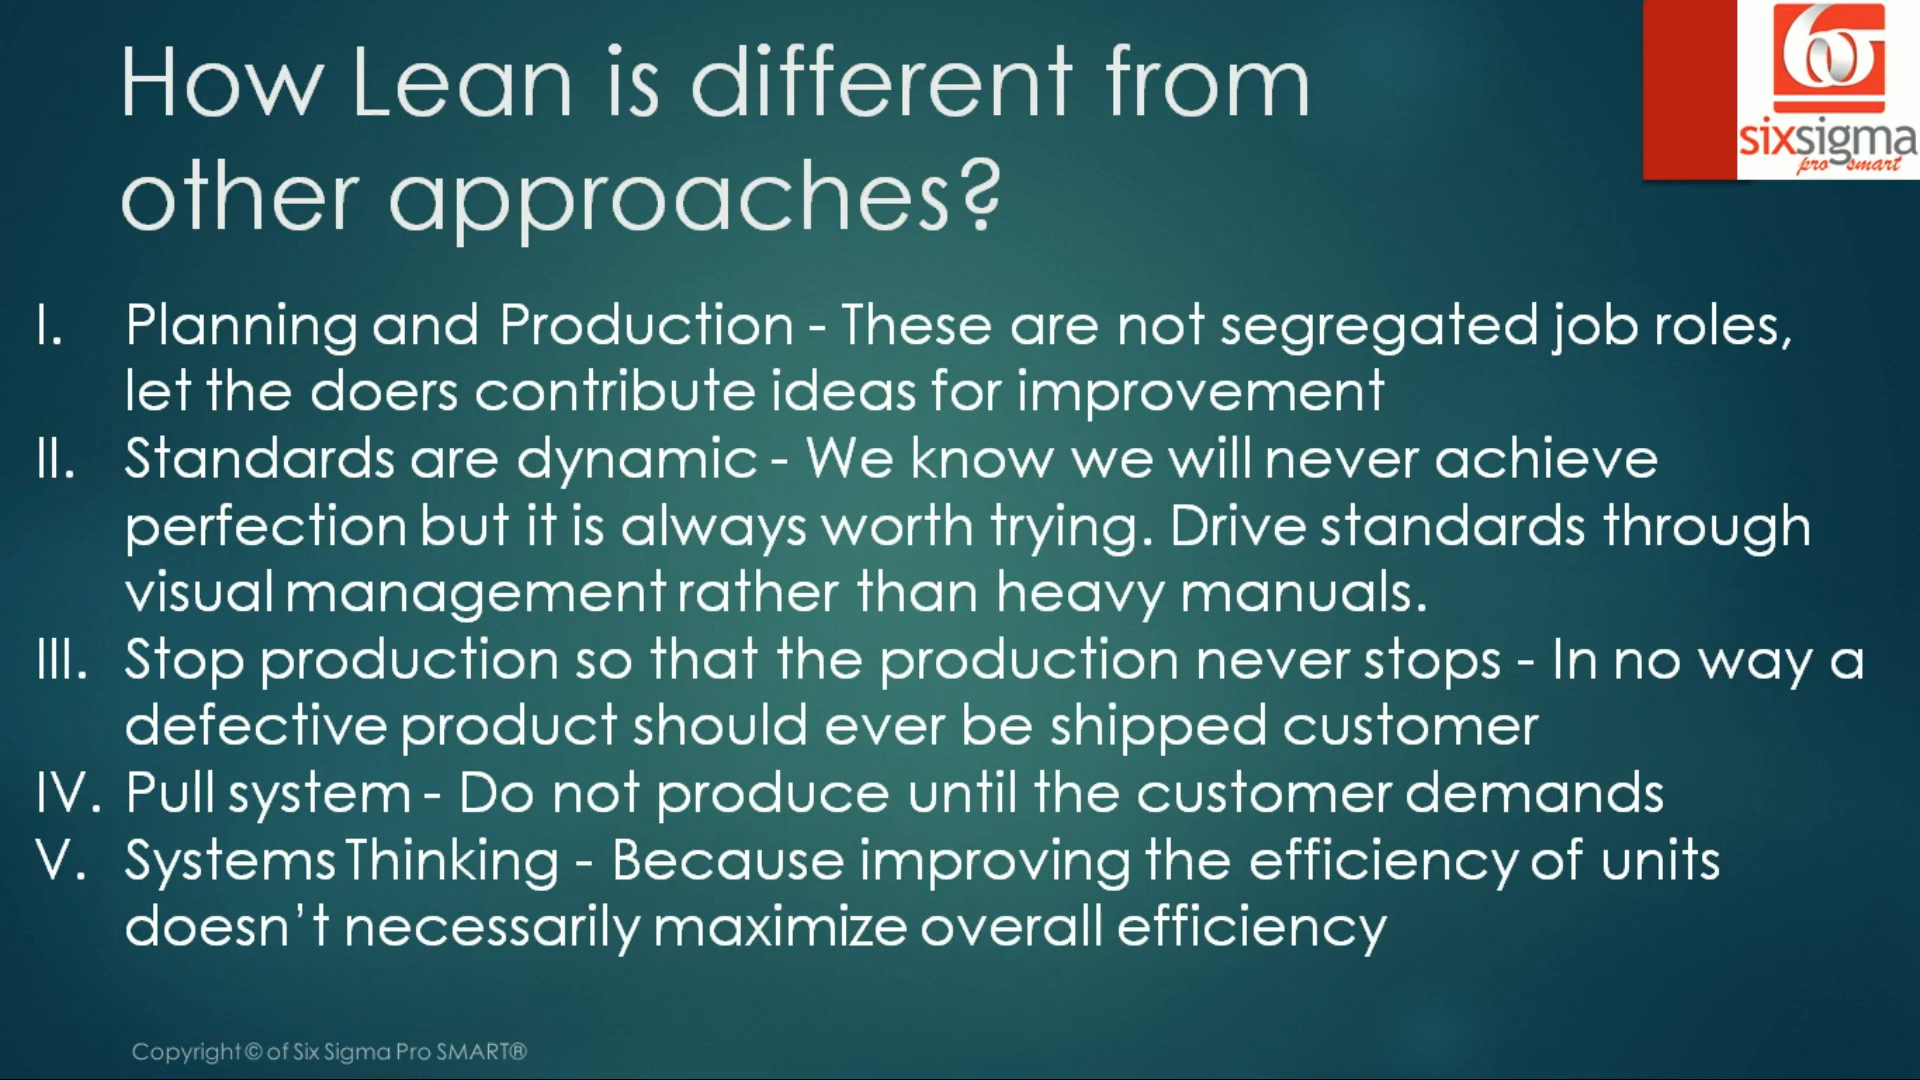 How Lean is different from
other approaches?
6σ
sixsigma
pro smart
I. Planning and Production - These are not segregated job roles,
let the doers contribute ideas for improvement
II. Standards are dynamic - We know we will never achieve
perfection but it is always worth trying. Drive standards through
visual management rather than heavy manuals.
III. Stop production so that the production never stops - In no way a
defective product should ever be shipped customer
IV. Pull system - Do not produce until the customer demands
V. Systems Thinking - Because improving the efficiency of units
doesn’t necessarily maximize overall efficiency
Copyright © of Six Sigma Pro SMART®